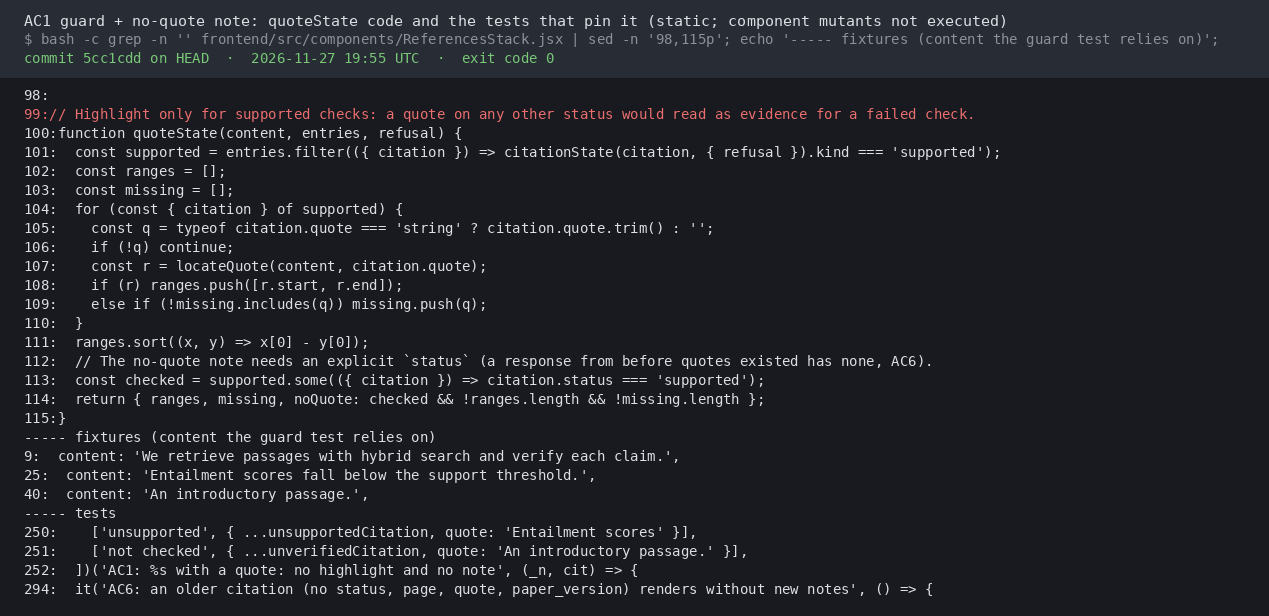 AC1 guard + no-quote note: quoteState code and the tests that pin it (static; component mutants not executed)
$ bash -c grep -n '' frontend/src/components/ReferencesStack.jsx | sed -n '98,115p'; echo '----- fixtures (content the guard test relies on)';
commit 5cc1cdd on HEAD  ·  2026-11-27 19:55 UTC  ·  exit code 0
98:
99:// Highlight only for supported checks: a quote on any other status would read as evidence for a failed check.
100:function quoteState(content, entries, refusal) {
101:  const supported = entries.filter(({ citation }) => citationState(citation, { refusal }).kind === 'supported');
102:  const ranges = [];
103:  const missing = [];
104:  for (const { citation } of supported) {
105:    const q = typeof citation.quote === 'string' ? citation.quote.trim() : '';
106:    if (!q) continue;
107:    const r = locateQuote(content, citation.quote);
108:    if (r) ranges.push([r.start, r.end]);
109:    else if (!missing.includes(q)) missing.push(q);
110:  }
111:  ranges.sort((x, y) => x[0] - y[0]);
112:  // The no-quote note needs an explicit `status` (a response from before quotes existed has none, AC6).
113:  const checked = supported.some(({ citation }) => citation.status === 'supported');
114:  return { ranges, missing, noQuote: checked && !ranges.length && !missing.length };
115:}
----- fixtures (content the guard test relies on)
9:  content: 'We retrieve passages with hybrid search and verify each claim.',
25:  content: 'Entailment scores fall below the support threshold.',
40:  content: 'An introductory passage.',
----- tests
250:    ['unsupported', { ...unsupportedCitation, quote: 'Entailment scores' }],
251:    ['not checked', { ...unverifiedCitation, quote: 'An introductory passage.' }],
252:  ])('AC1: %s with a quote: no highlight and no note', (_n, cit) => {
294:  it('AC6: an older citation (no status, page, quote, paper_version) renders without new notes', () => {